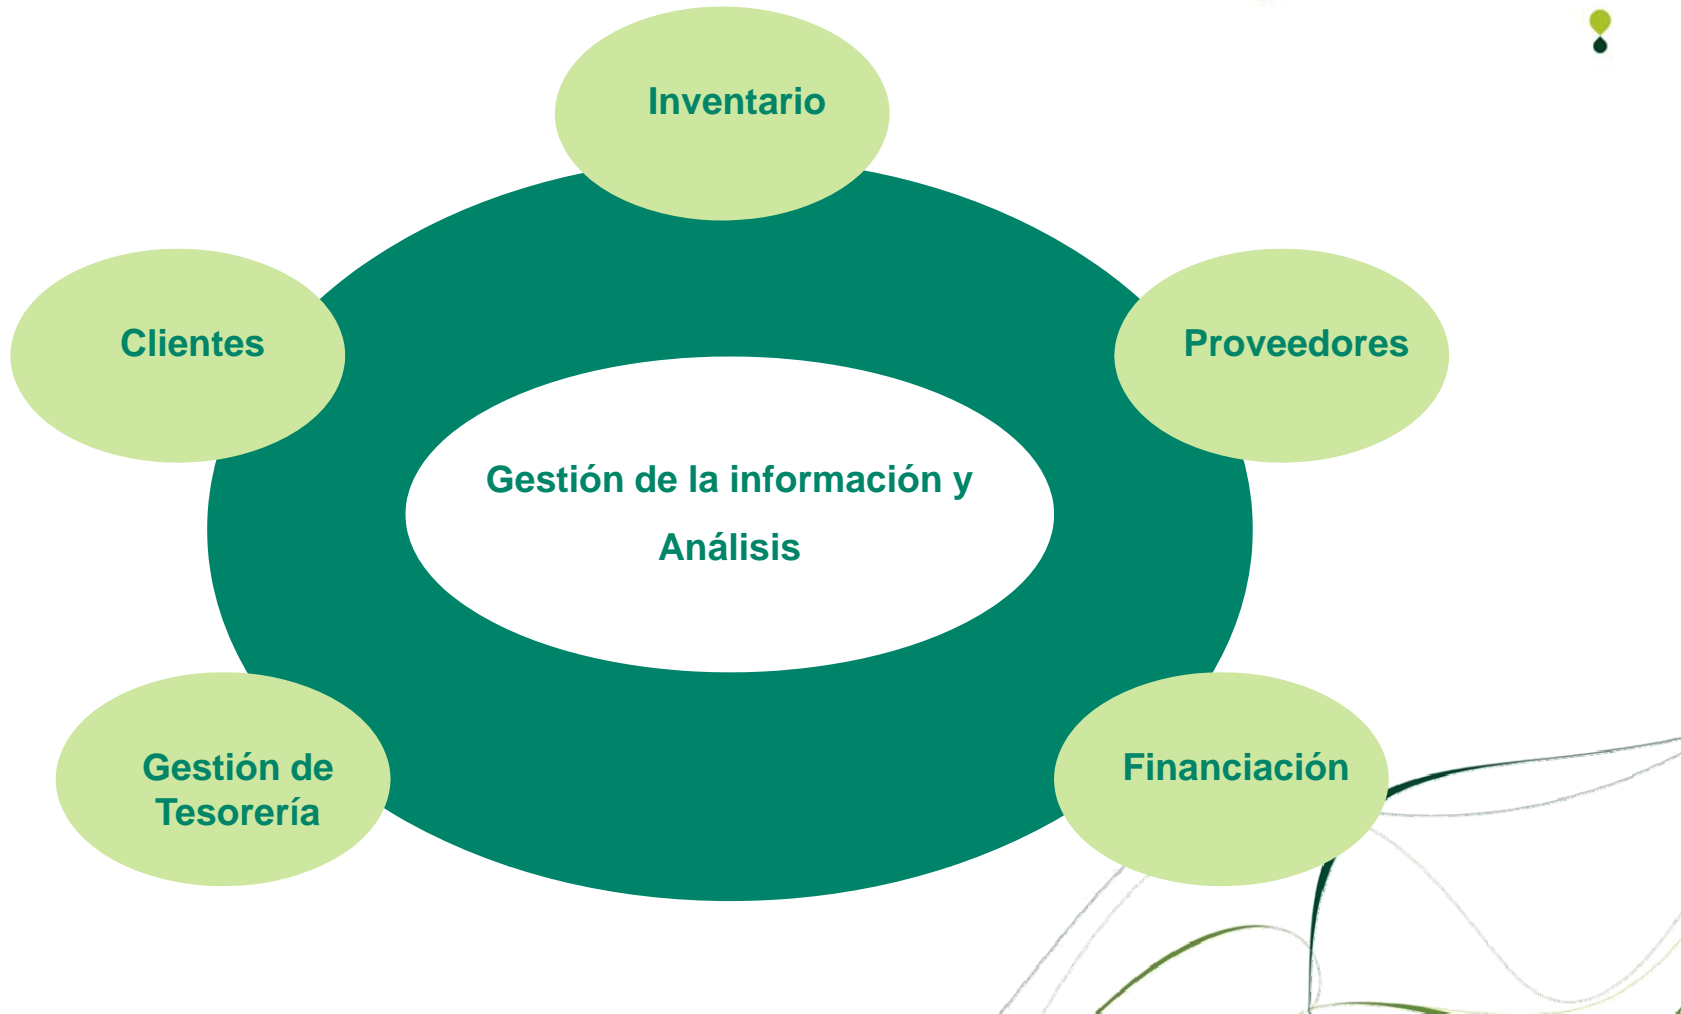 Inventario
Clientes
Proveedores
Gestión de la información y
Análisis
Gestión de
Tesorería
Financiación